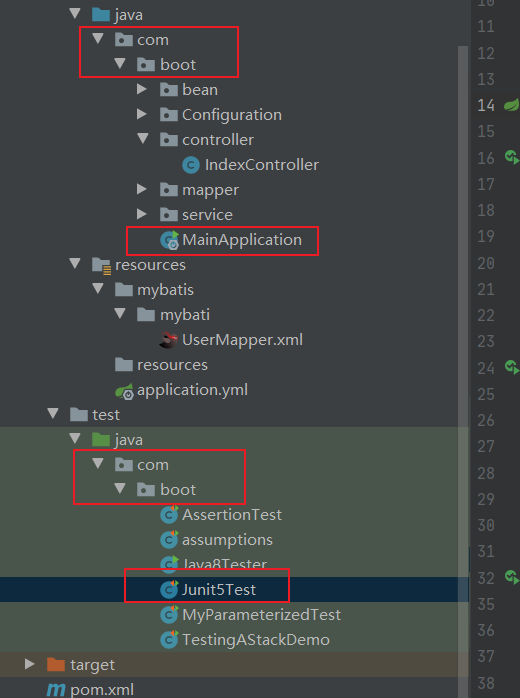 java
com
boot
bean
Configuration
controller
IndexController
mapper
service
MainApplication
resources
mybatis
mybati
UserMapper.xml
resources
application.yml
test
java
com
boot
AssertionTest
assumptions
Java8Tester
Junit5Test
MyParameterizedTest
TestingAStackDemo
target
pom.xml
11
12
13
14
15
16
17
18
19
20
21
22
23
24
25
26
27
28
29
30
31
32
35
36
37
38